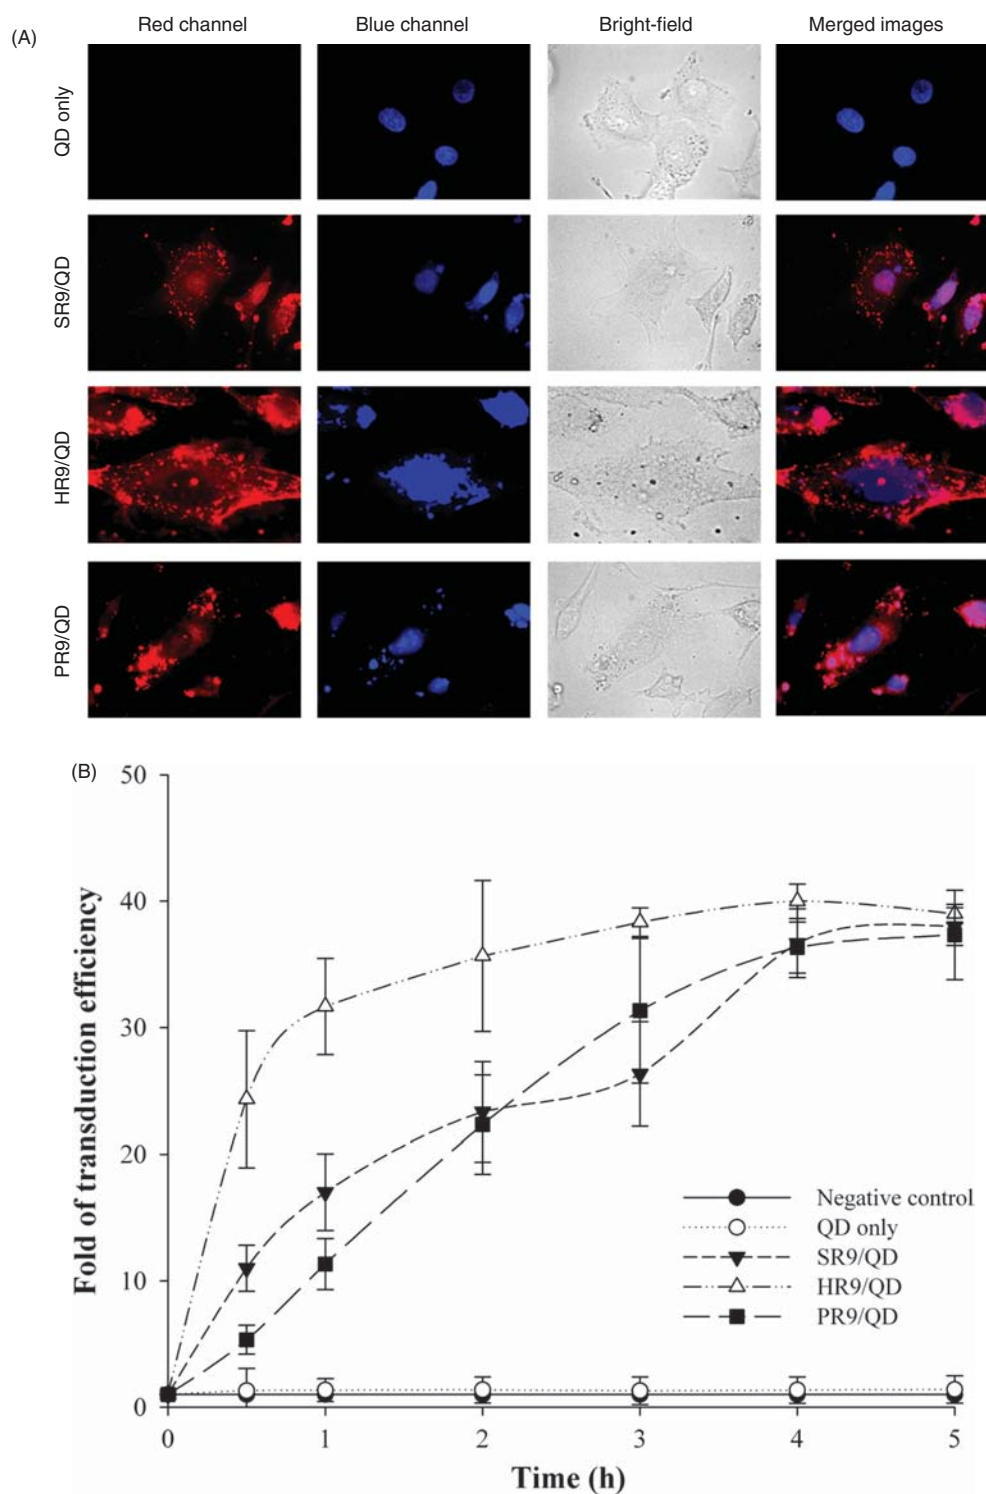 (A)
Red channel
Blue channel
Bright-field
Merged images
QD only
SR9/QD
HR9/QD
PR9/QD
(B)
Fold of transduction efficiency
50
40
30
20
10
0
Negative control
QD only
SR9/QD
HR9/QD
PR9/QD
0 1 2 3 4 5
Time (h)